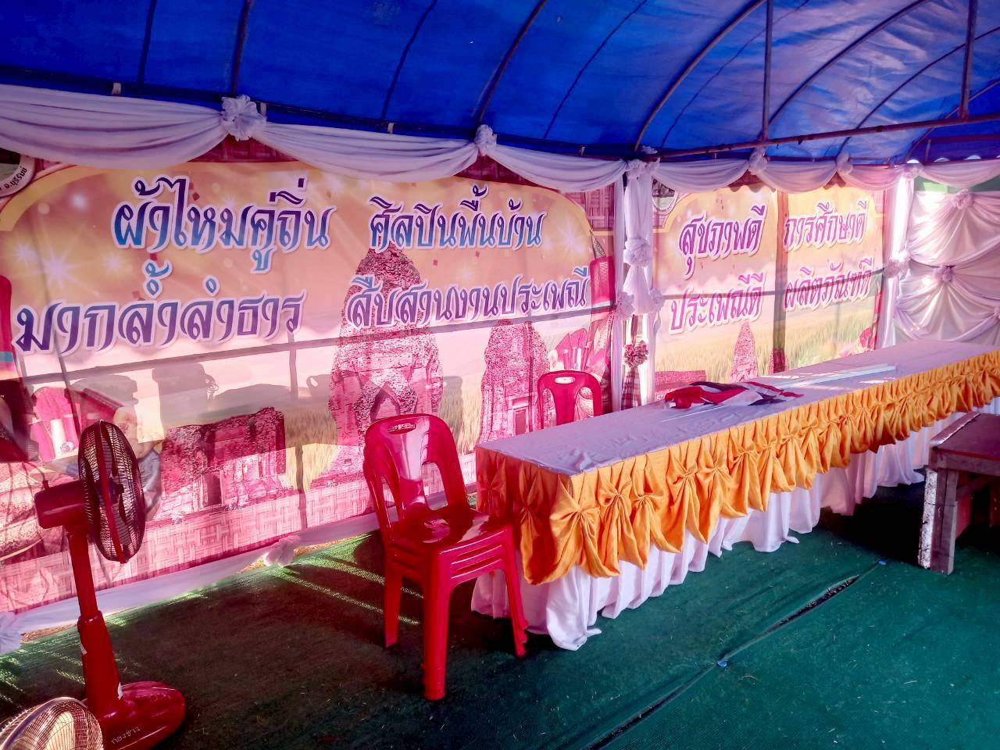 ผ้าไหมคู่ถิ่น ศิลปินพื้นบ้าน
มากล้ำลำธาร สืบสานงานประเพณี
สุขภาพดี การศึกษาดี
ประเพณีดี ผลิตภัณฑ์ดี